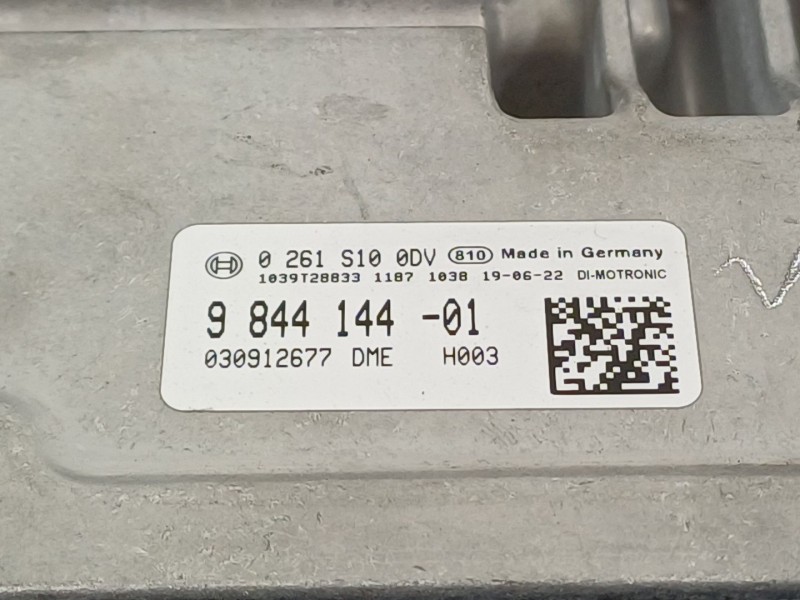 0 261 S10 0DV 810 Made in Germany
1039T28833 1187 1038 19-06-22 DI-MOTRONIC
9 844 144 -01
030912677 DME H003